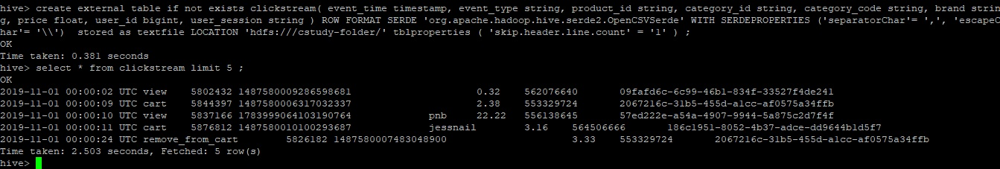 hive> create external table if not exists clickstream( event_time timestamp, event_type string, product_id string, category_id string, category_code string, brand strin
g, price float, user_id bigint, user_session string ) ROW FORMAT SERDE 'org.apache.hadoop.hive.serde2.OpenCSVSerde' WITH SERDEPROPERTIES ('separatorChar'= ',', 'escapeC
har'= '\\')  stored as textfile LOCATION 'hdfs:///cstudy-folder/' tblproperties ( 'skip.header.line.count' = '1' ) ;
OK
Time taken: 0.381 seconds
hive> select * from clickstream limit 5 ;
OK
2019-11-01 00:00:02 UTC view 5802432 1487580009286598681 0.32 562076640 09fafd6c-6c99-46b1-834f-33527f4de241
2019-11-01 00:00:09 UTC cart 5844397 1487580006317032337 2.38 553329724 2067216c-31b5-455d-a1cc-af0575a34ffb
2019-11-01 00:00:10 UTC view 5837166 1783999064103190764 pnb 22.22 556138645 57ed222e-a54a-4907-9944-5a875c2d7f4f
2019-11-01 00:00:11 UTC cart 5876812 1487580010100293687 jessnail 3.16 564506666 186c1951-8052-4b37-adce-dd9644b1d5f7
2019-11-01 00:00:24 UTC remove_from_cart 5826182 1487580007483048900 3.33 553329724 2067216c-31b5-455d-a1cc-af0575a34ffb
Time taken: 2.503 seconds, Fetched: 5 row(s)
hive>